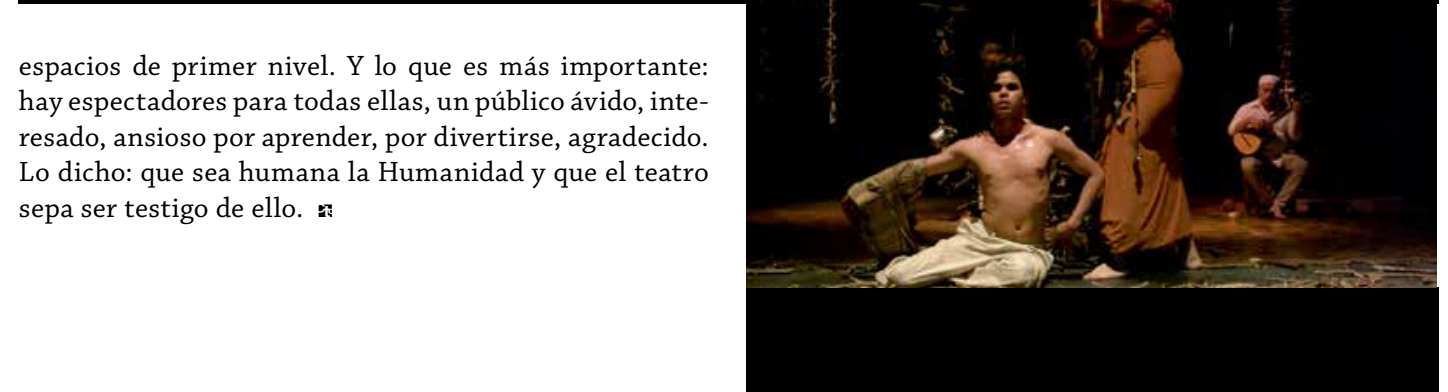 espacios de primer nivel. Y lo que es más importante:
hay espectadores para todas ellas, un público ávido, inte-
resado, ansioso por aprender, por divertirse, agradecido.
Lo dicho: que sea humana la Humanidad y que el teatro
sepa ser testigo de ello.